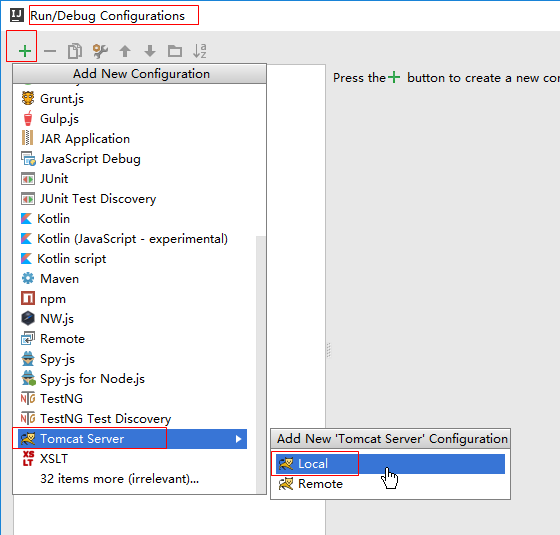 Run/Debug Configurations
Add New Configuration
Press the + button to create a new con
Grunt.js
Gulp.js
JAR Application
JavaScript Debug
JUnit
JUnit Test Discovery
Kotlin
Kotlin (JavaScript - experimental)
Kotlin script
Maven
npm
NW.js
Remote
Spy-js
Spy-js for Node.js
TestNG
TestNG Test Discovery
Tomcat Server
XSLT
32 items more (irrelevant)...
Add New 'Tomcat Server' Configuration
Local
Remote